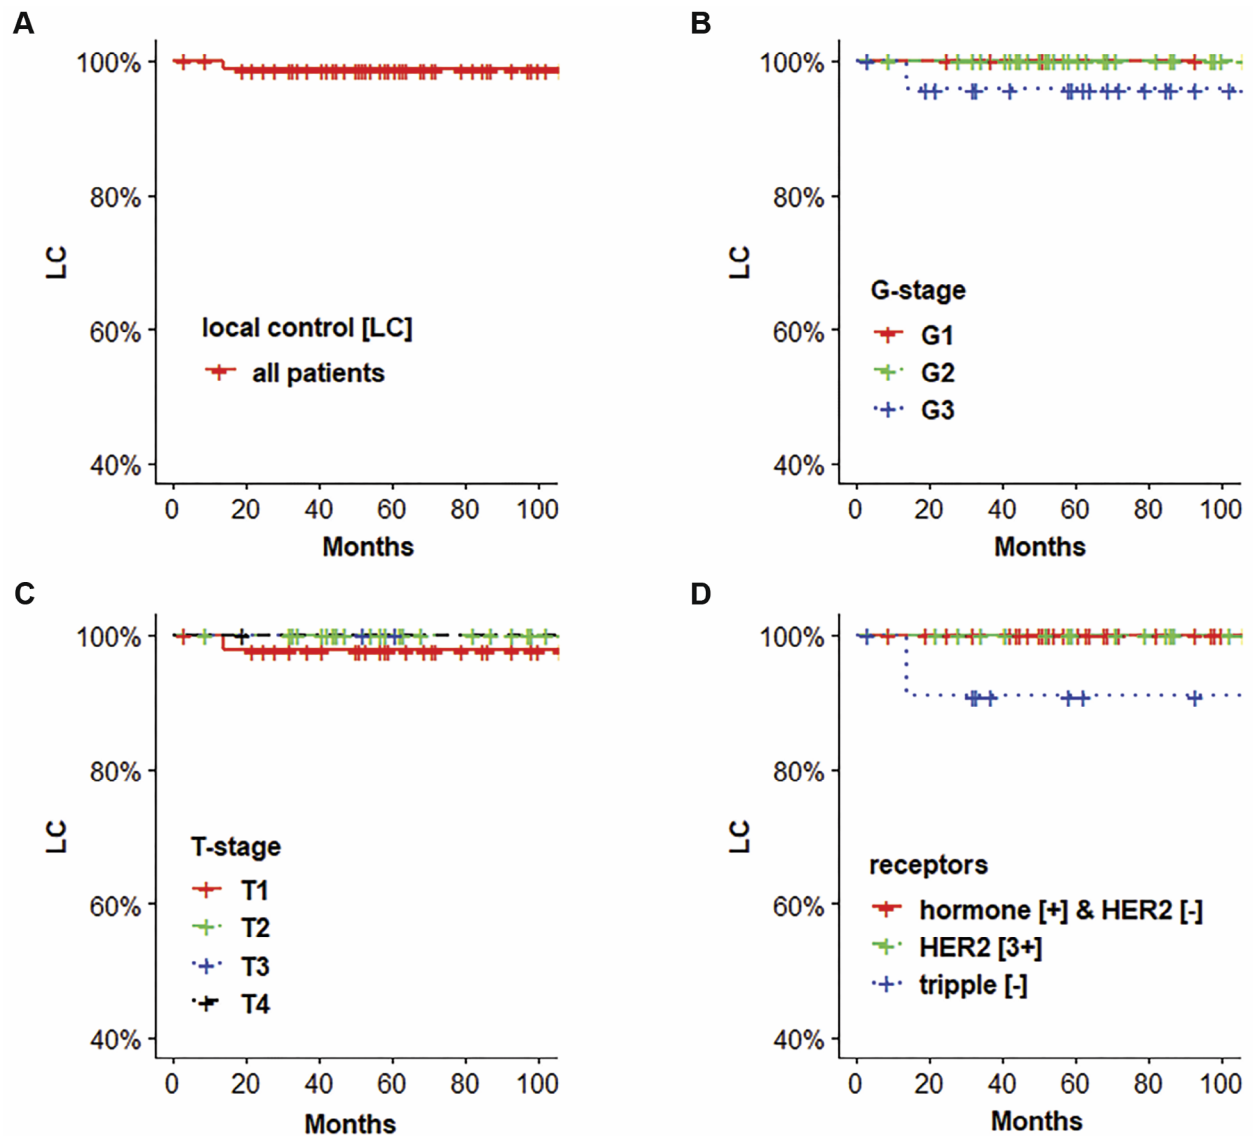 A
100%
80%
60%
40%
LC
local control [LC]
all patients
0 20 40 60 80 100
Months
B
100%
80%
60%
40%
LC
G-stage
G1
G2
G3
0 20 40 60 80 100
Months
C
100%
80%
60%
40%
LC
T-stage
T1
T2
T3
T4
0 20 40 60 80 100
Months
D
100%
80%
60%
40%
LC
receptors
hormone [+] & HER2 [-]
HER2 [3+]
tripple [-]
0 20 40 60 80 100
Months